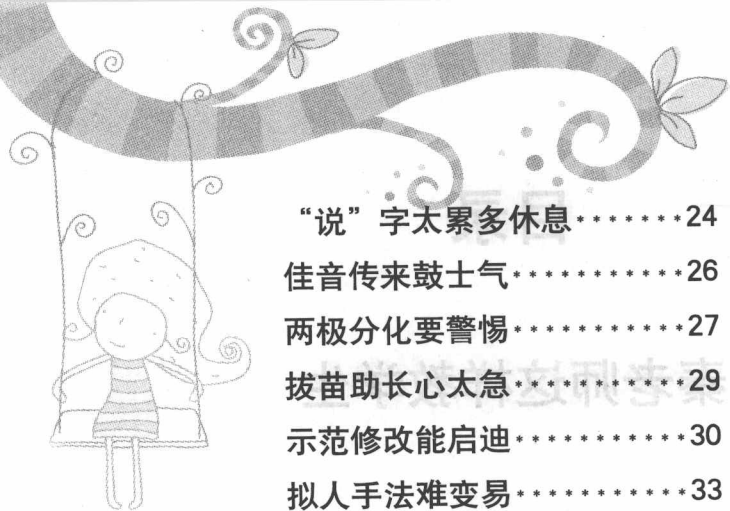 “说”字太累多休息*******24
佳音传来鼓士气***********26
两极分化要警惕***********27
拔苗助长心太急***********29
示范修改能启迪***********30
拟人手法难变易***********33